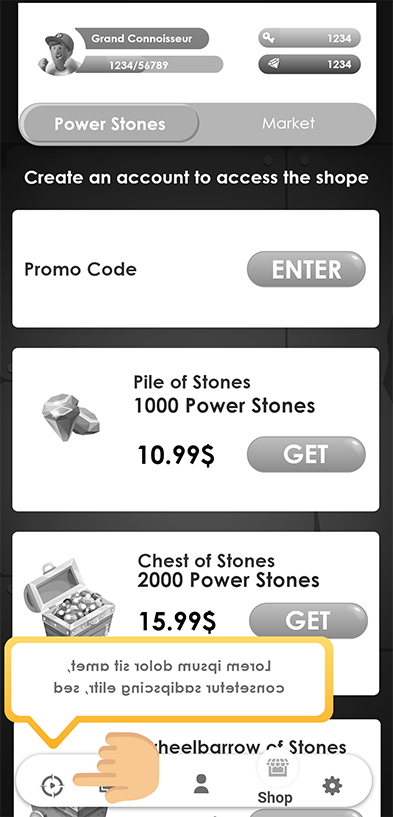 Grand Connoisseur
1234
1234/56789
1234
Power Stones
Market
Create an account to access the shope
Promo Code
ENTER
Pile of Stones
1000 Power Stones
10.99$
GET
Chest of Stones
2000 Power Stones
15.99$
GET
Lorem ipsum dolor sit amet,
consetetur sadipscing elitr, sed
heelbarrow of Stones
Shop